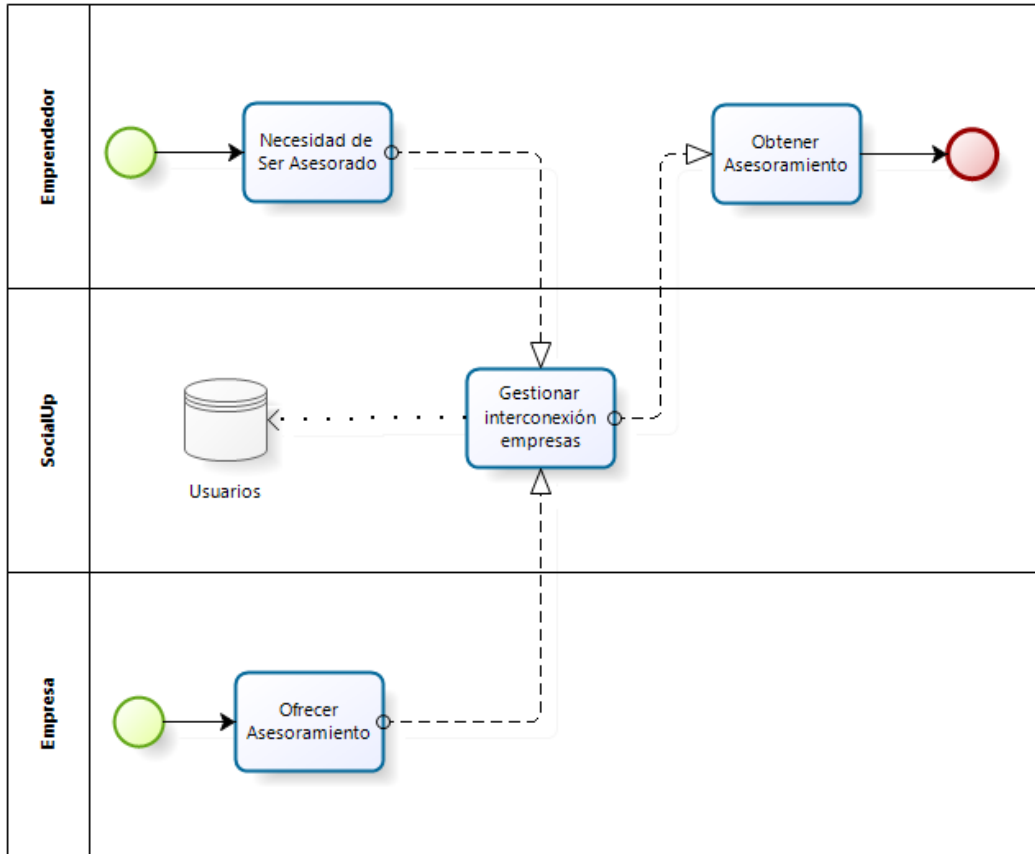 Emprendedor
Necesidad de
Ser Asesorado
Obtener
Asesoramiento
SocialUp
Gestionar
interconexión
empresas
Usuarios
Empresa
Ofrecer
Asesoramiento